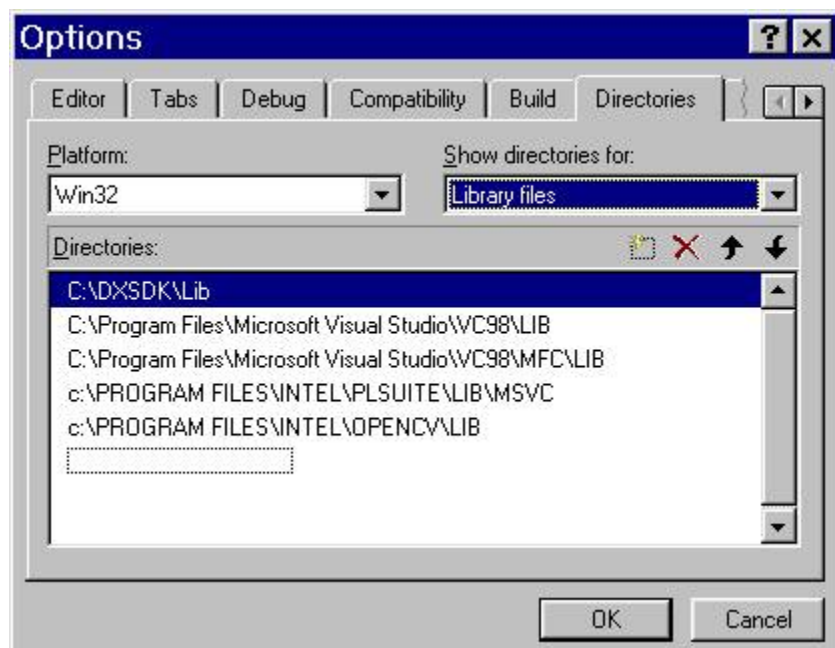 Options
Editor Tabs Debug Compatibility Build Directories
Platform: Show directories for:
Win32 Library files
Directories:
C:\DXSDK\Lib
C:\Program Files\Microsoft Visual Studio\VC98\LIB
C:\Program Files\Microsoft Visual Studio\VC98\MFC\LIB
c:\PROGRAM FILES\INTEL\PLSUITE\LIB\MSVC
c:\PROGRAM FILES\INTEL\OPENCV\LIB
OK Cancel